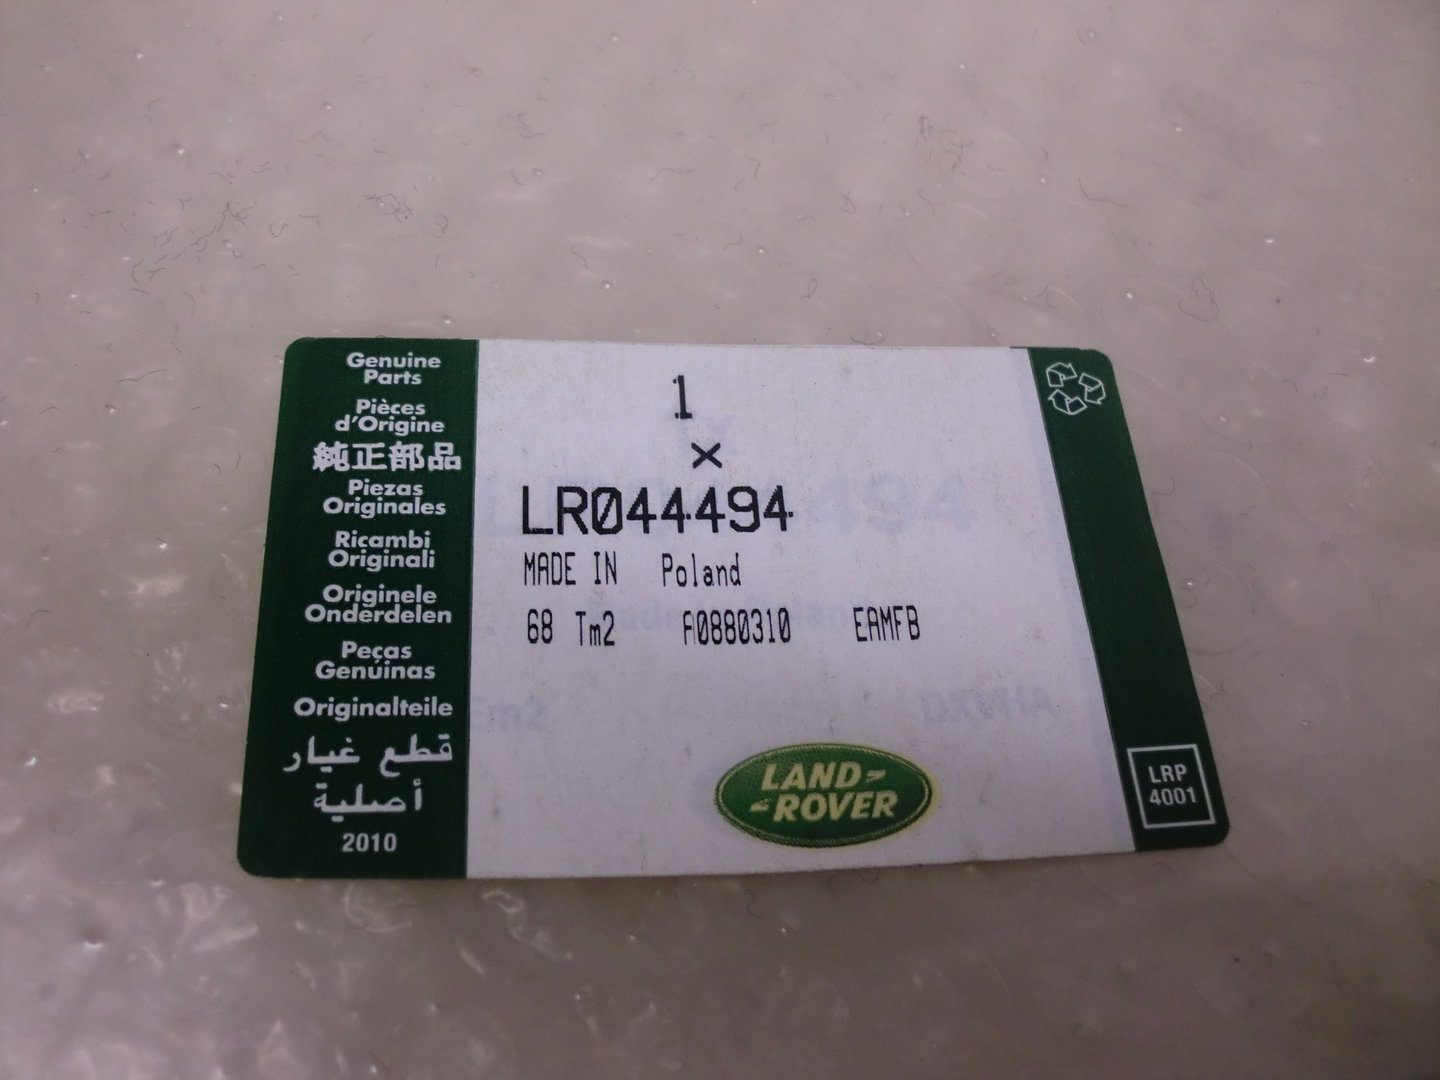 Genuine
Parts
Pièces
d'Origine
純正部品
Piezas
Originales
Ricambi
Originali
Originele
Onderdelen
Peças
Genuinas
Originalteile
قطع غيار
أصلية
2010
1
×
LR044494
MADE IN Poland
68 Tm2 A0880310 EAMFB
LAND-
-ROVER
LRP
4001